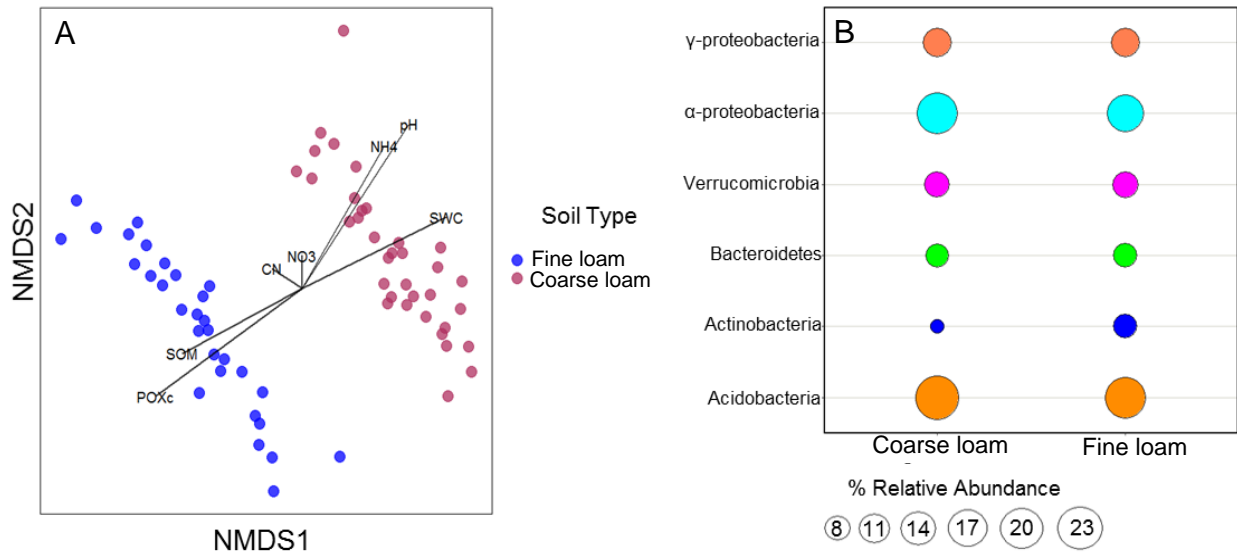 A
pH
NH4
SWC
NO3
CN
SOM
POXc
NMDS2
NMDS1
Soil Type
Fine loam
Coarse loam
B
γ-proteobacteria
α-proteobacteria
Verrucomicrobia
Bacteroidetes
Actinobacteria
Acidobacteria
Coarse loam Fine loam
% Relative Abundance
8 11 14 17 20 23